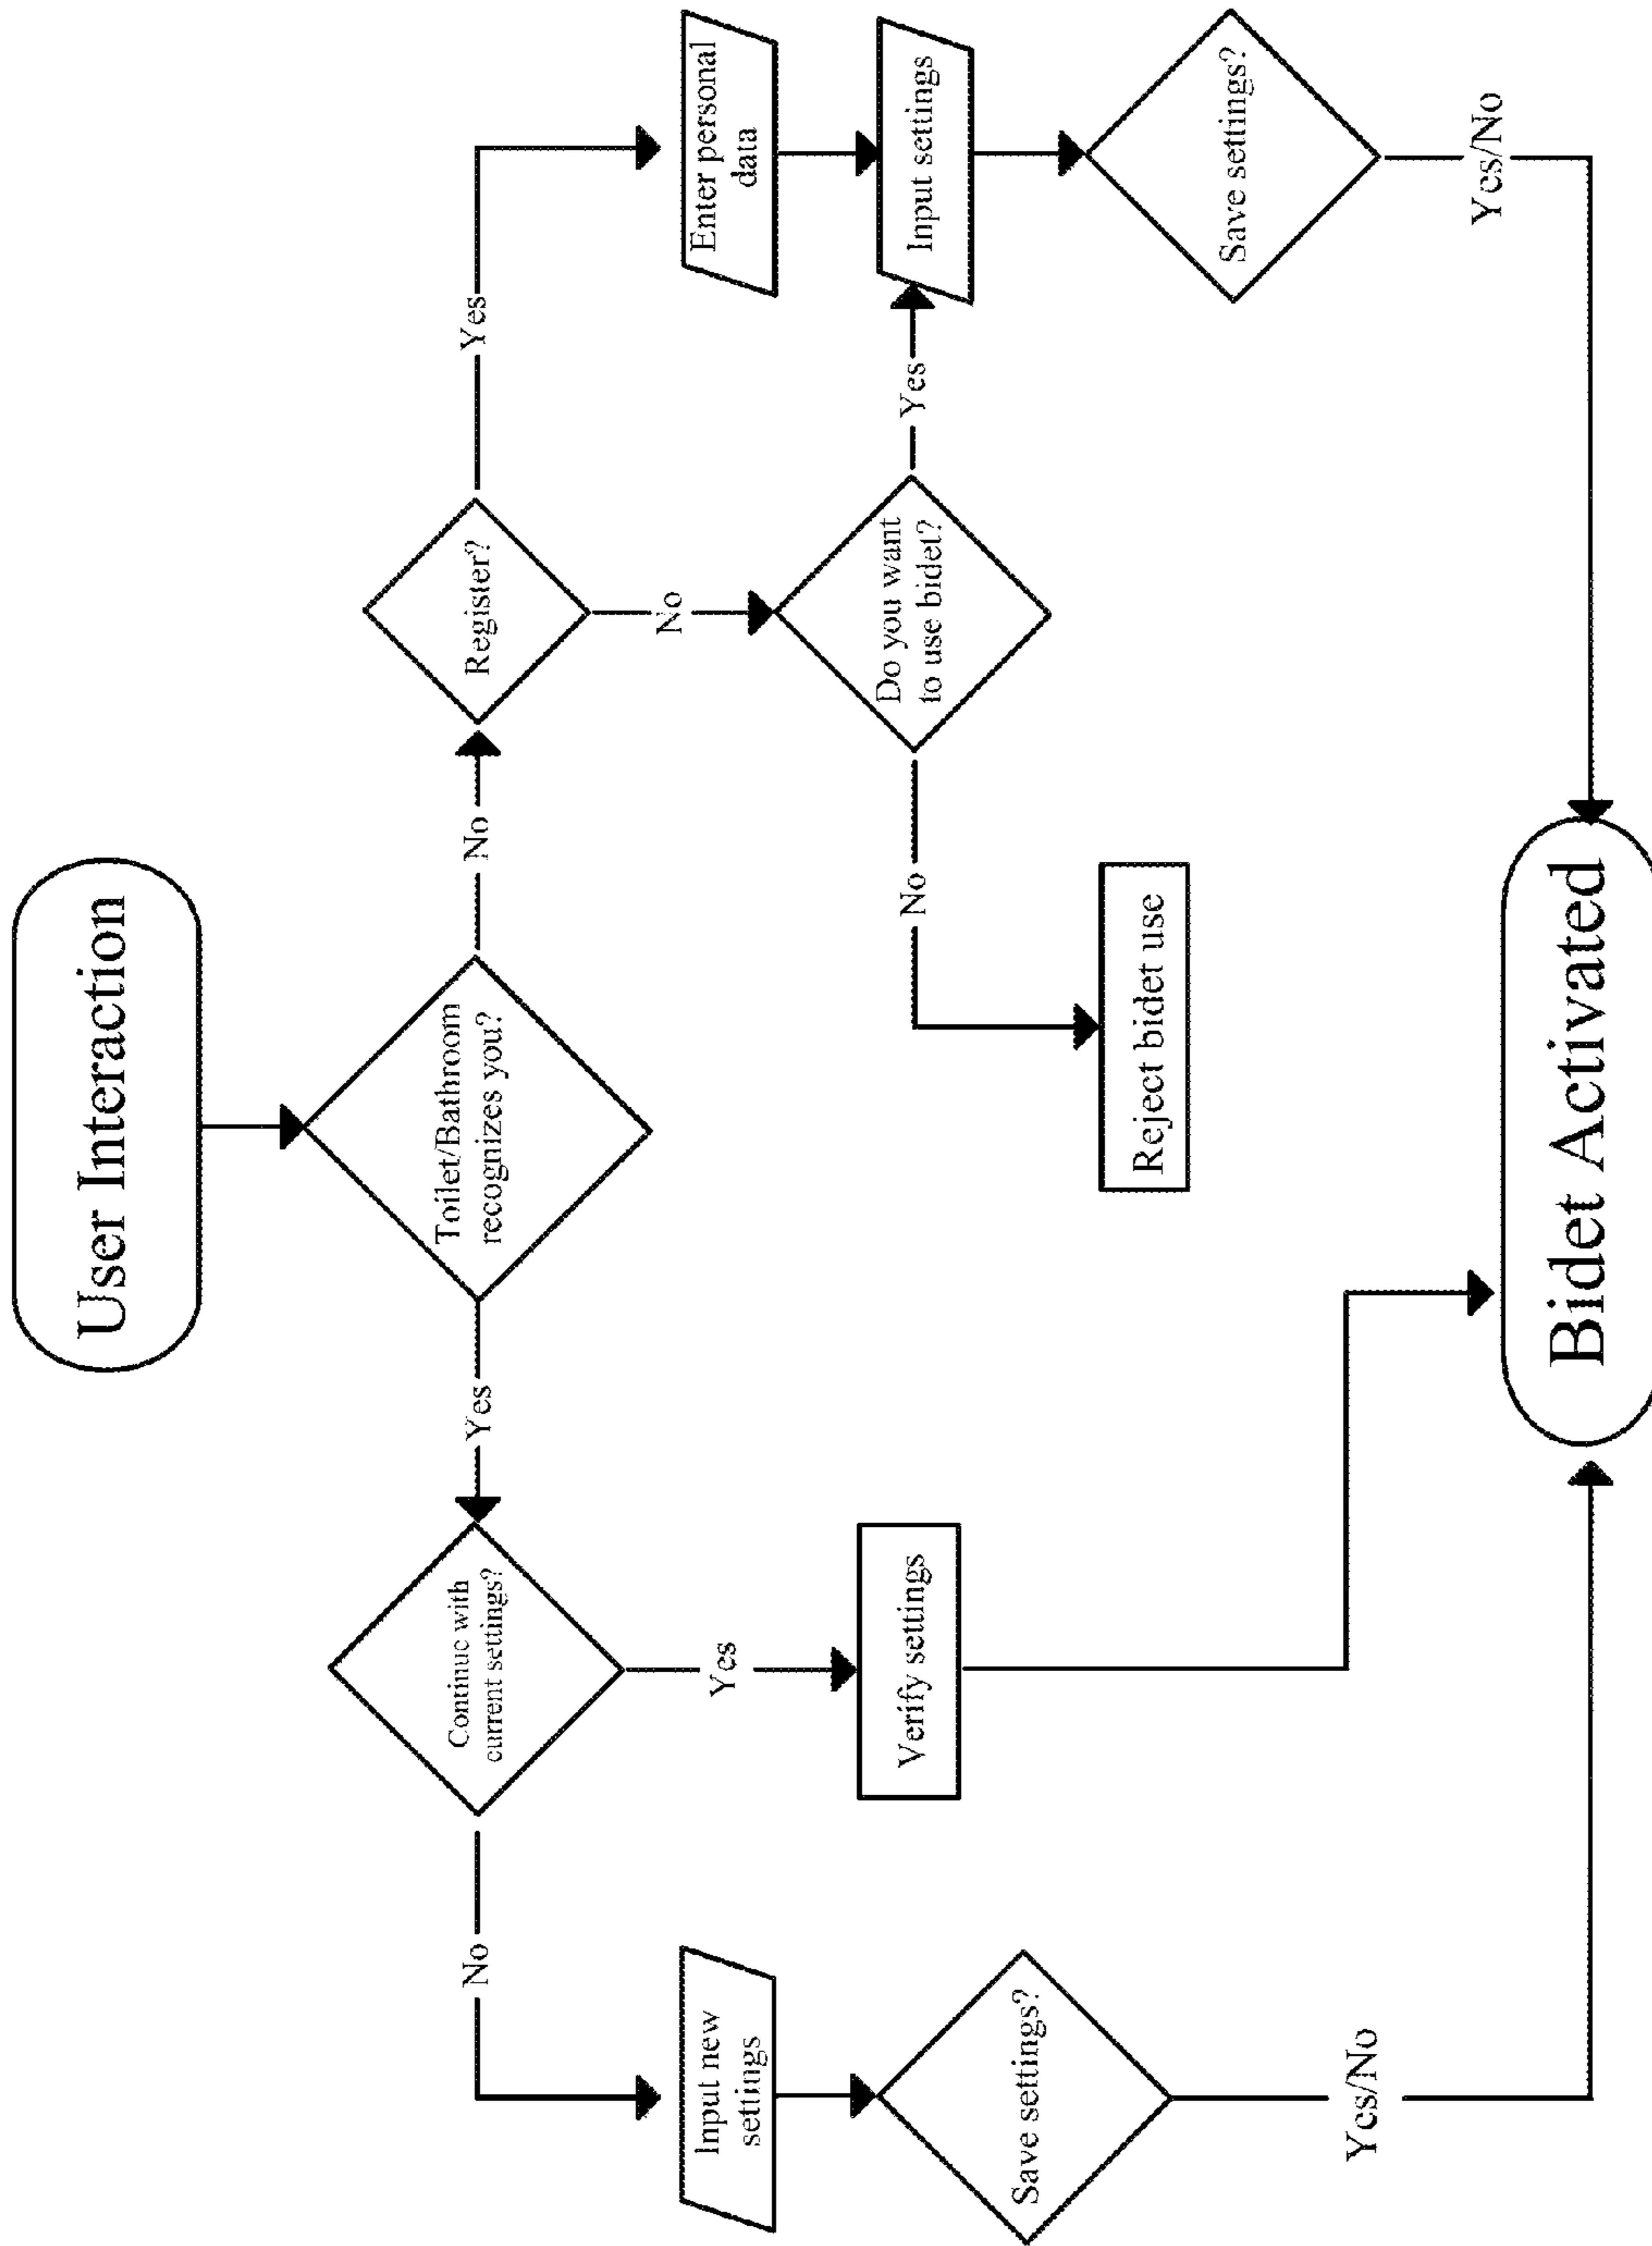 User Interaction
Toilet/Bathroom
recognizes you?
Yes
No
Continue with
current settings?
No
Yes
Input new
settings
Save settings?
Yes/No
Verify settings
Register?
Yes
No
Enter personal
data
Do you want
to use bidet?
Yes
No
Input settings
Reject bidet use
Save settings?
Yes/No
Bidet Activated